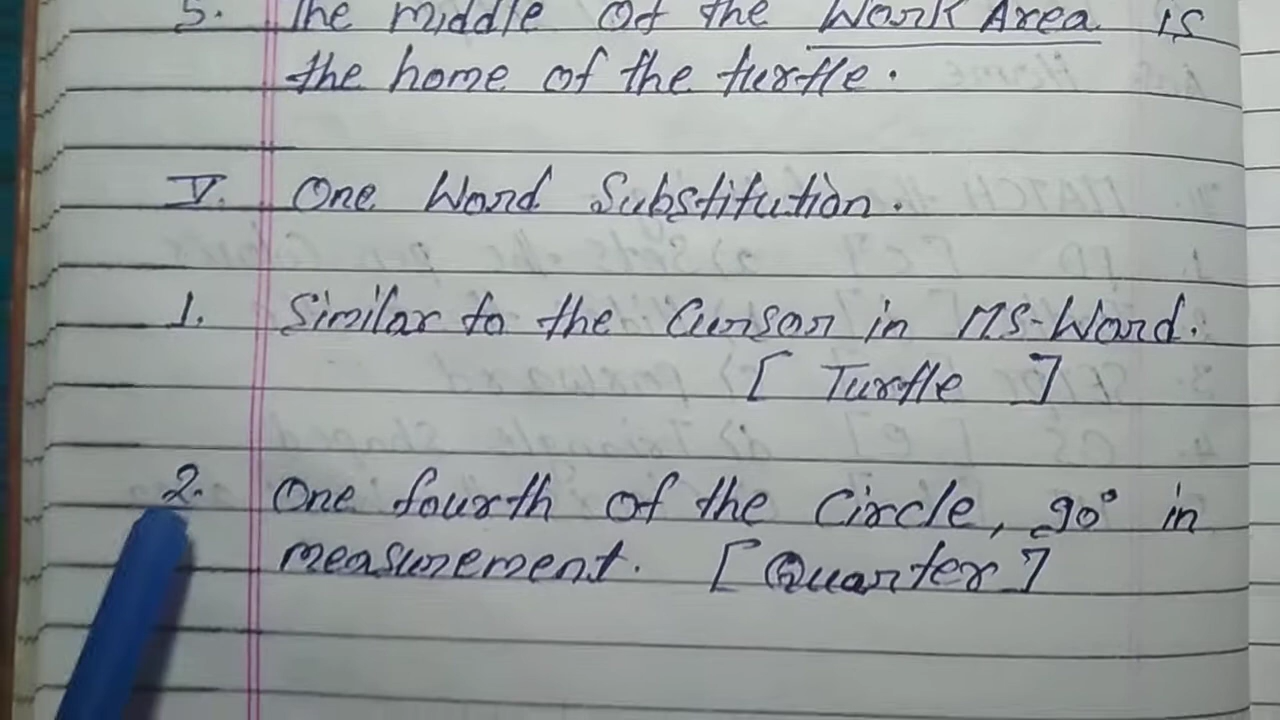 5. The middle of the Work Area is
the home of the turtle.
V. One Word Substitution.
1. Similar to the Cursor in MS-Word.
[ Turtle ]
2. One fourth of the Circle, 90° in
measurement. [Quarter]